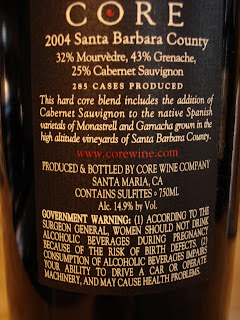 CORE
2004 Santa Barbara County
32% Mourvèdre, 43% Grenache,
25% Cabernet Sauvignon
285 CASES PRODUCED
This hard core blend includes the addition of
Cabernet Sauvignon to the native Spanish
varietals of Monastrell and Garnacha grown in the
high altitude vineyards of Santa Barbara County.
www.corewine.com
PRODUCED & BOTTLED BY CORE WINE COMPANY
SANTA MARIA, CA
CONTAINS SULFITES • 750ML
Alc. 14.9% by Vol.
GOVERNMENT WARNING: (1) ACCORDING TO THE
SURGEON GENERAL, WOMEN SHOULD NOT DRINK
ALCOHOLIC BEVERAGES DURING PREGNANCY
BECAUSE OF THE RISK OF BIRTH DEFECTS. (2)
CONSUMPTION OF ALCOHOLIC BEVERAGES IMPAIRS
YOUR ABILITY TO DRIVE A CAR OR OPERATE
MACHINERY, AND MAY CAUSE HEALTH PROBLEMS.